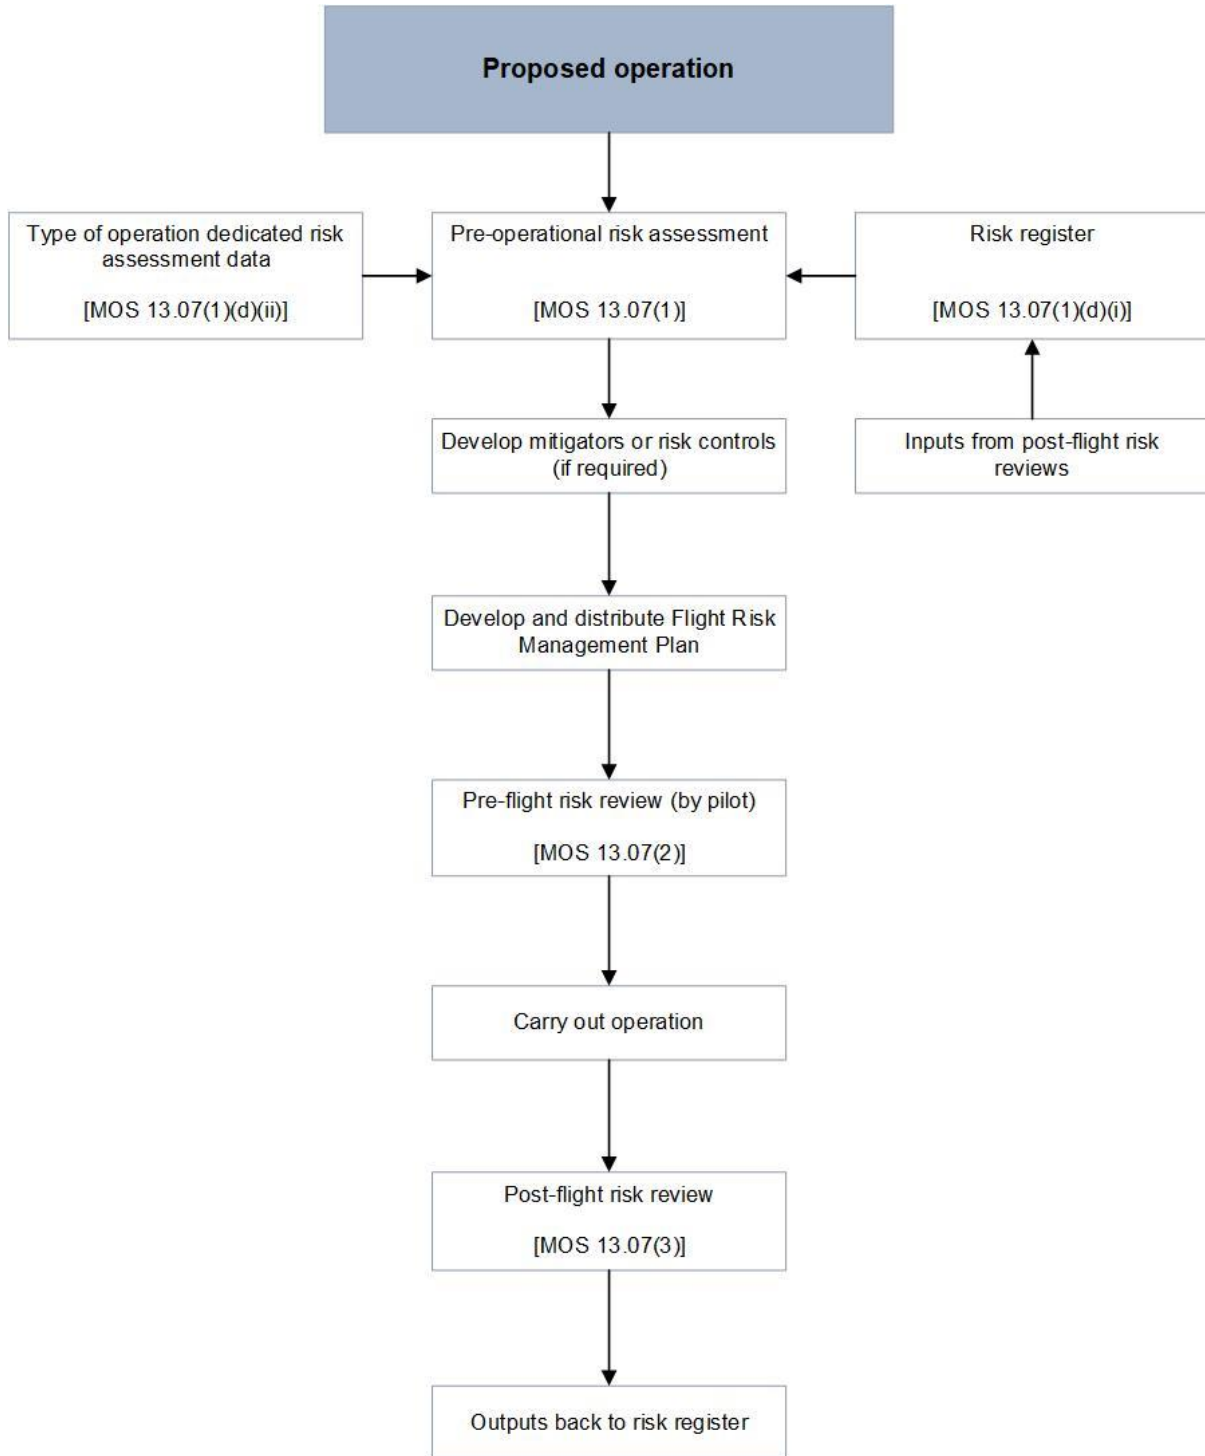 Proposed operation
Type of operation dedicated risk
assessment data
[MOS 13.07(1)(d)(ii)]
Pre-operational risk assessment
[MOS 13.07(1)]
Risk register
[MOS 13.07(1)(d)(i)]
Develop mitigators or risk controls
(if required)
Inputs from post-flight risk
reviews
Develop and distribute Flight Risk
Management Plan
Pre-flight risk review (by pilot)
[MOS 13.07(2)]
Carry out operation
Post-flight risk review
[MOS 13.07(3)]
Outputs back to risk register